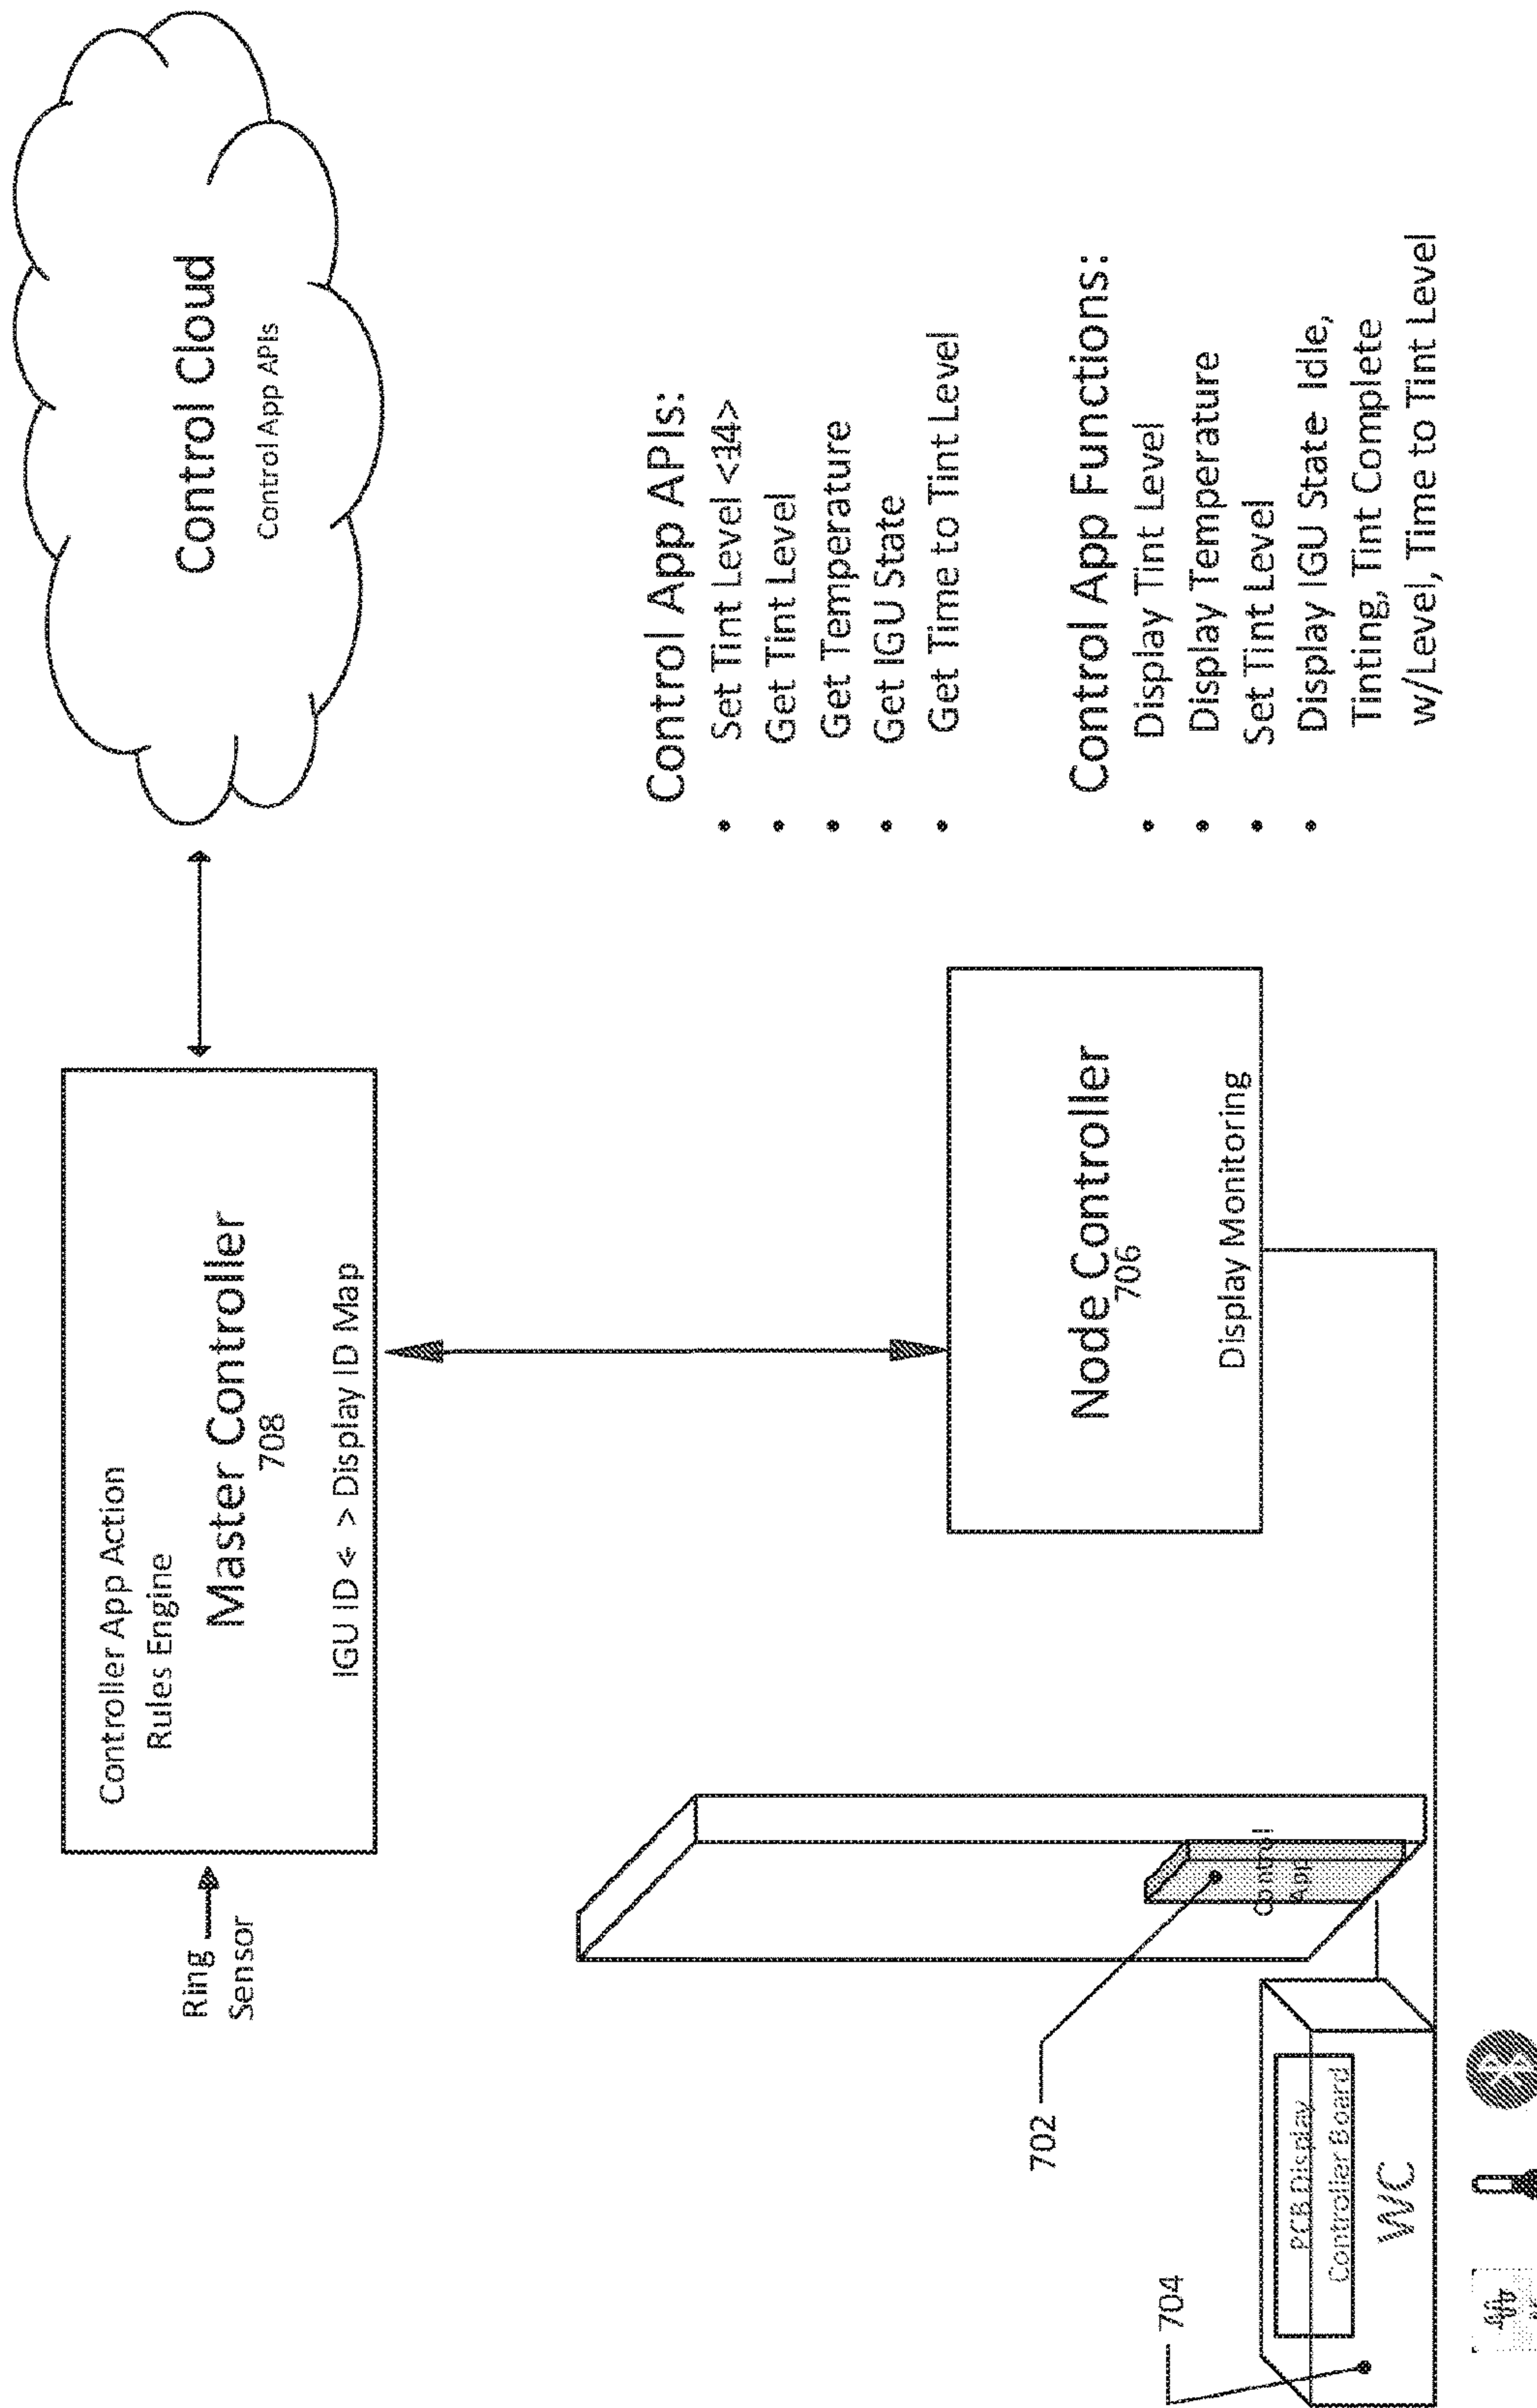 Ring
Sensor
Controller App Action
Rules Engine
Master Controller
708
IGU ID < > Display ID Map
Control Cloud
Control App APIs
702
704
PCB Display
Controller Board
WC
Control
App
Node Controller
706
Display Monitoring
Control App APIs:
• Set Tint Level <34>
• Get Tint Level
• Get Temperature
• Get IGU State
• Get Time to Tint Level
Control App Functions:
• Display Tint Level
• Display Temperature
• Set Tint Level
• Display IGU State- Idle,
Tinting, Tint Complete
w/Level, Time to Tint Level